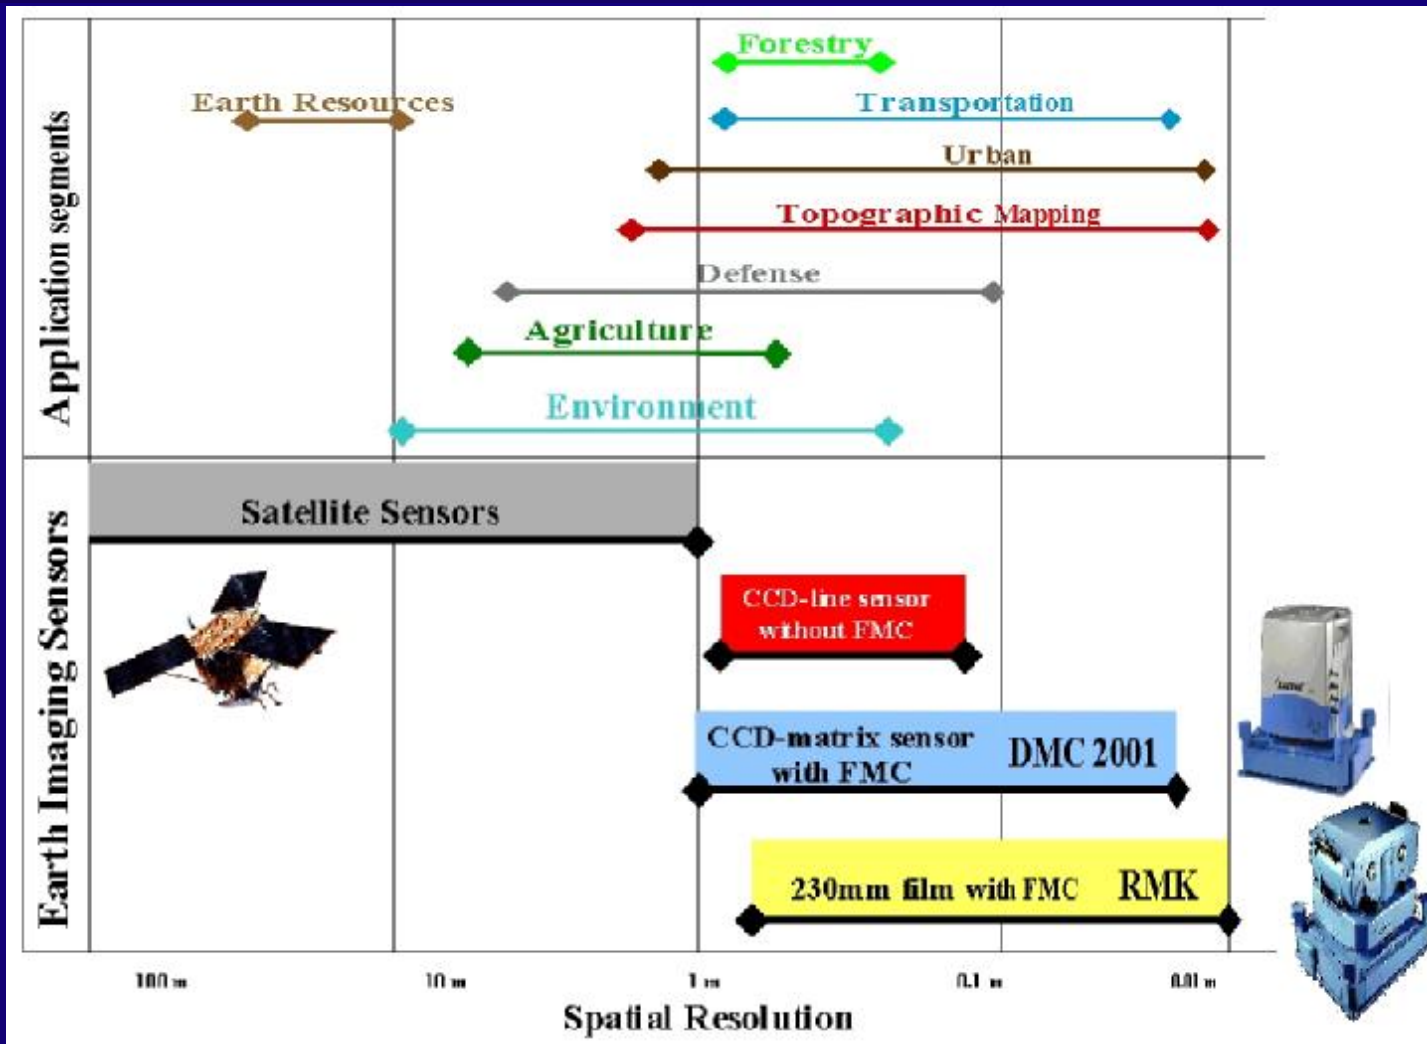 Application segments
Forestry
Earth Resources
Transportation
Urban
Topographic Mapping
Defense
Agriculture
Environment
Earth Imaging Sensors
Satellite Sensors
CCD-line sensor
without FMC
CCD-matrix sensor
with FMC
DMC 2001
230mm film with FMC RMK
100 m 10 m 1 m 0.1 m 0.01 m
Spatial Resolution